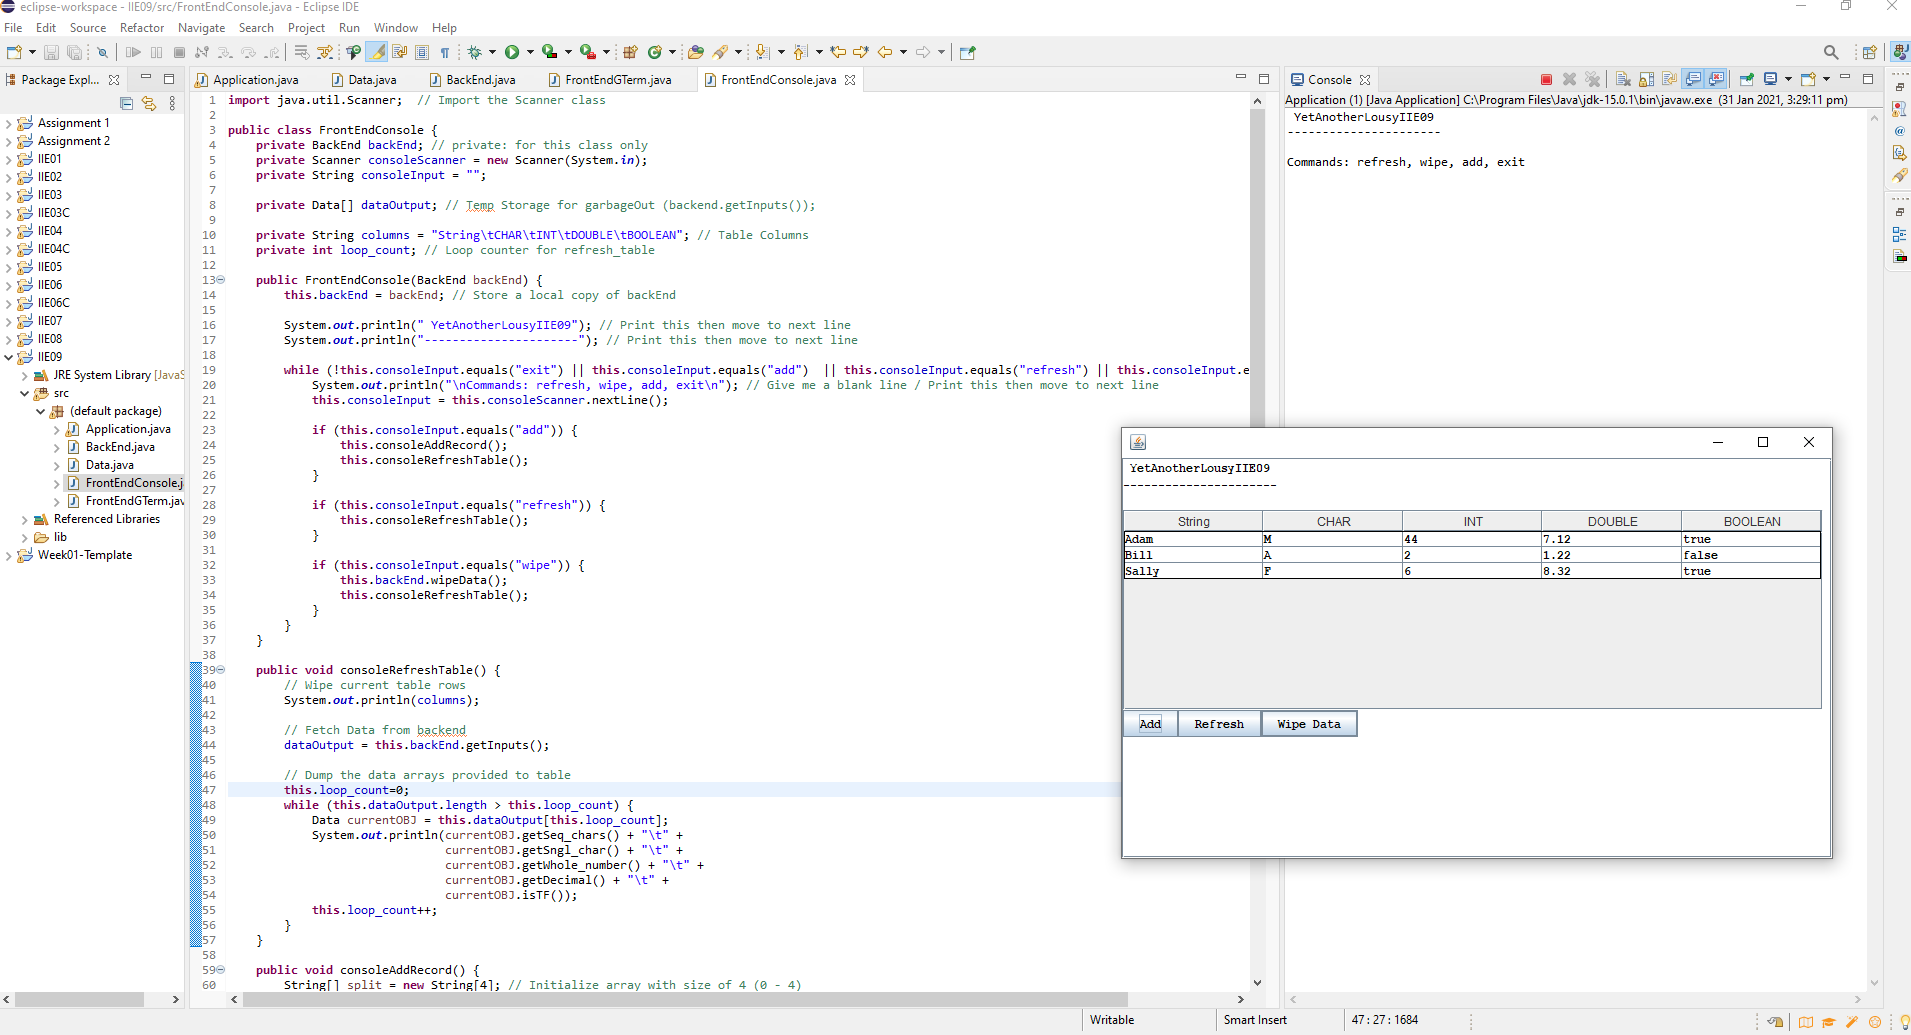 eclipse-workspace - IIE09/src/FrontEndConsole.java - Eclipse IDE
File Edit Source Refactor Navigate Search Project Run Window Help
Package Expl...
Assignment 1
Assignment 2
IIE01
IIE02
IIE03
IIE03C
IIE04
IIE04C
IIE05
IIE06
IIE06C
IIE07
IIE08
IIE09
JRE System Library [JavaS
src
(default package)
Application.java
BackEnd.java
Data.java
FrontEndConsole.j
FrontEndGTerm.jav
Referenced Libraries
lib
Week01-Template
Application.java Data.java BackEnd.java FrontEndGTerm.java FrontEndConsole.java
1 import java.util.Scanner;  // Import the Scanner class
2
3 public class FrontEndConsole {
4     private BackEnd backEnd; // private: for this class only
5     private Scanner consoleScanner = new Scanner(System.in);
6     private String consoleInput = "";
7
8     private Data[] dataOutput; // Temp Storage for garbageOut (backend.getInputs());
9
10     private String columns = "String\tCHAR\tINT\tDOUBLE\tBOOLEAN"; // Table Columns
11     private int loop_count; // Loop counter for refresh_table
12
13     public FrontEndConsole(BackEnd backEnd) {
14         this.backEnd = backEnd; // Store a local copy of backEnd
15
16         System.out.println(" YetAnotherLousyIIE09"); // Print this then move to next line
17         System.out.println("----------------------"); // Print this then move to next line
18
19         while (!this.consoleInput.equals("exit") || this.consoleInput.equals("add")  || this.consoleInput.equals("refresh") || this.consoleInput.e
20             System.out.println("\nCommands: refresh, wipe, add, exit\n"); // Give me a blank line / Print this then move to next line
21             this.consoleInput = this.consoleScanner.nextLine();
22
23             if (this.consoleInput.equals("add")) {
24                 this.consoleAddRecord();
25                 this.consoleRefreshTable();
26             }
27
28             if (this.consoleInput.equals("refresh")) {
29                 this.consoleRefreshTable();
30             }
31
32             if (this.consoleInput.equals("wipe")) {
33                 this.backEnd.wipeData();
34                 this.consoleRefreshTable();
35             }
36         }
37     }
38
39     public void consoleRefreshTable() {
40         // Wipe current table rows
41         System.out.println(columns);
42
43         // Fetch Data from backend
44         dataOutput = this.backEnd.getInputs();
45
46         // Dump the data arrays provided to table
47         this.loop_count=0;
48         while (this.dataOutput.length > this.loop_count) {
49             Data currentOBJ = this.dataOutput[this.loop_count];
50             System.out.println(currentOBJ.getSeq_chars() + "\t" +
51                                currentOBJ.getSngl_char() + "\t" +
52                                currentOBJ.getWhole_number() + "\t" +
53                                currentOBJ.getDecimal() + "\t" +
54                                currentOBJ.isTF());
55             this.loop_count++;
56         }
57     }
58
59     public void consoleAddRecord() {
60         String[] split = new String[4]; // Initialize array with size of 4 (0 - 4)
Console
Application (1) [Java Application] C:\Program Files\Java\jdk-15.0.1\bin\javaw.exe (31 Jan 2021, 3:29:11 pm)
YetAnotherLousyIIE09
----------------------
Commands: refresh, wipe, add, exit
YetAnotherLousyIIE09
----------------------
String CHAR INT DOUBLE BOOLEAN
Adam M 44 7.12 true
Bill A 2 1.22 false
Sally F 6 8.32 true
Add Refresh Wipe Data
Writable Smart Insert 47 : 27 : 1684